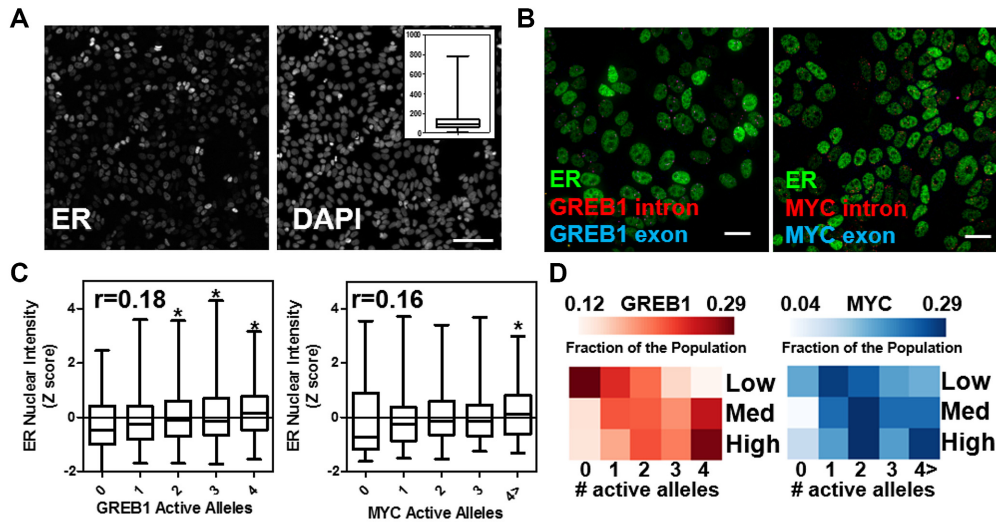 A
ER
DAPI
1000
800
600
400
200
0
B
ER
GREB1 intron
GREB1 exon
ER
MYC intron
MYC exon
C
r=0.18
*
*
*
4
2
0
-2
ER Nuclear Intensity
(Z score)
0
1
2
3
4
GREB1 Active Alleles
r=0.16
*
4
2
0
-2
ER Nuclear Intensity
(Z score)
0
1
2
3
4>
MYC Active Alleles
D
0.12 GREB1 0.29
Fraction of the Population
Low
Med
High
0 1 2 3 4
# active alleles
0.04 MYC 0.29
Fraction of the Population
Low
Med
High
0 1 2 3 4>
# active alleles